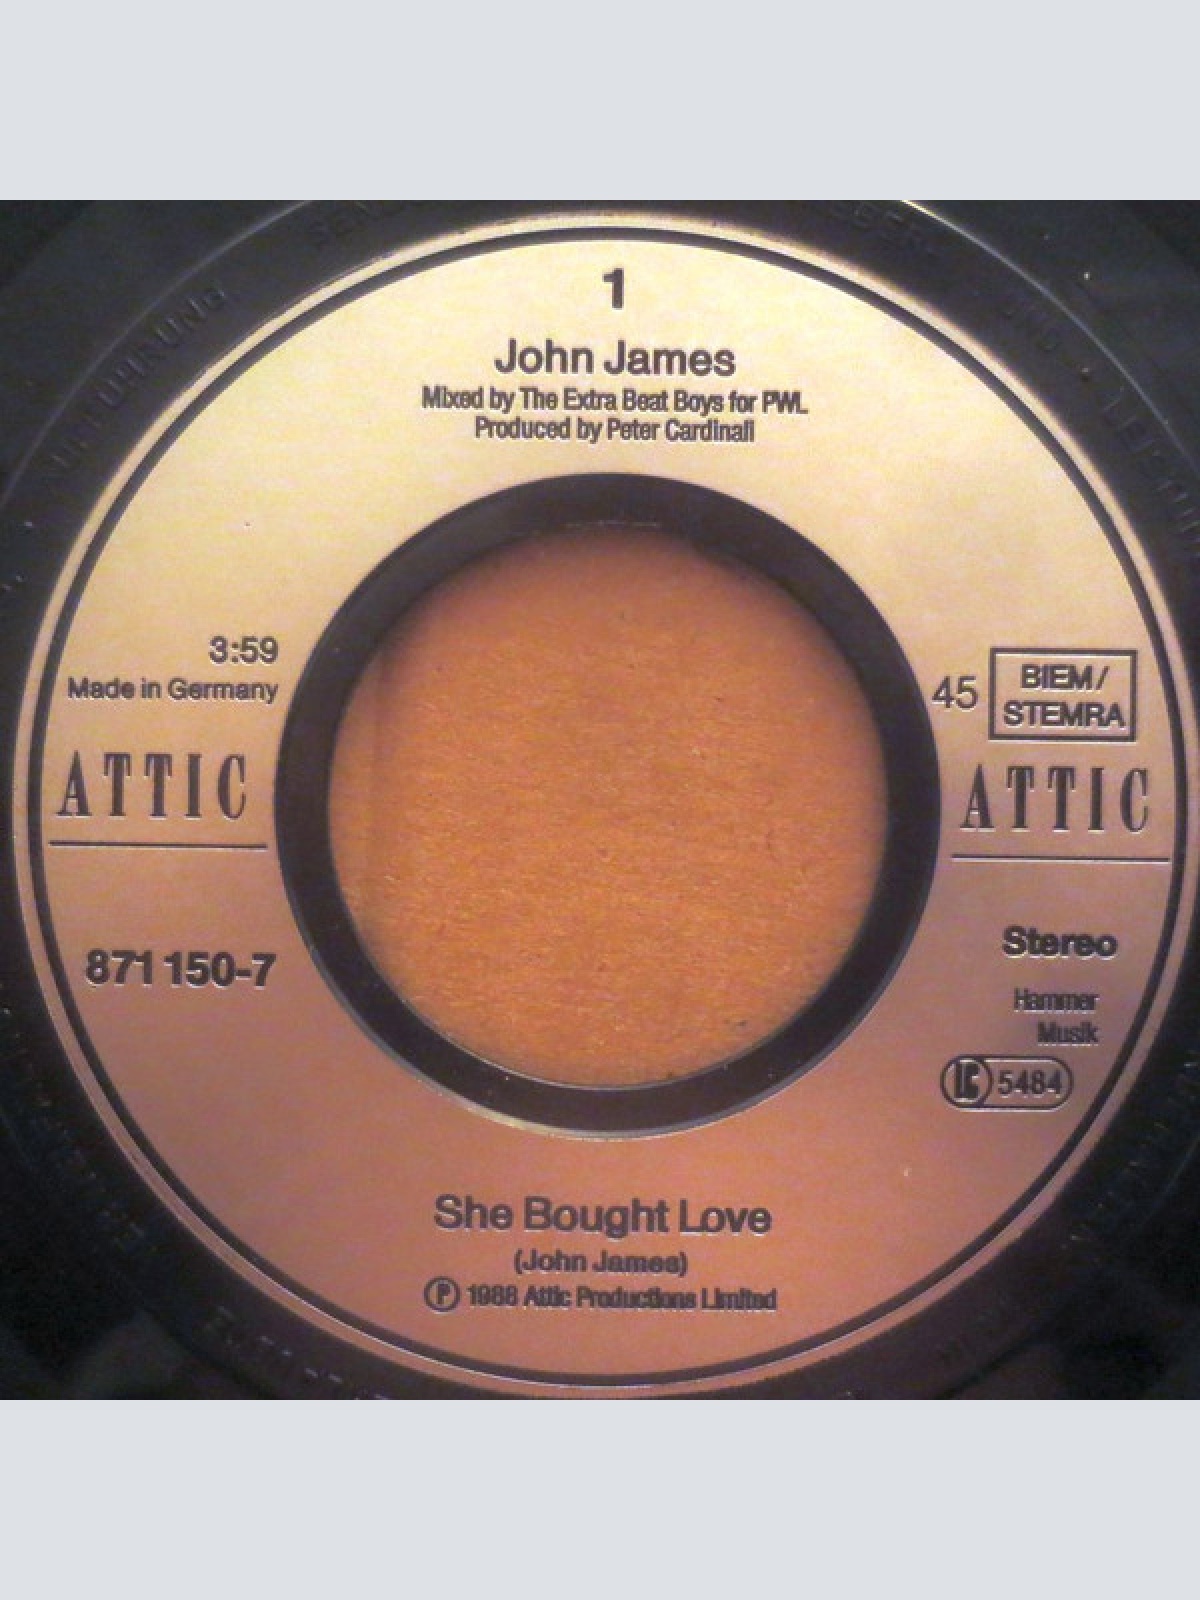 1
John James
Mixed by The Extra Beat Boys for PWL
Produced by Peter Cardinali
3:59
Made in Germany
45
BIEM/
STEMRA
ATTIC
ATTIC
871 150-7
Stereo
Hammer
Musik
LC 5484
She Bought Love
(John James)
℗ 1988 Attic Productions Limited